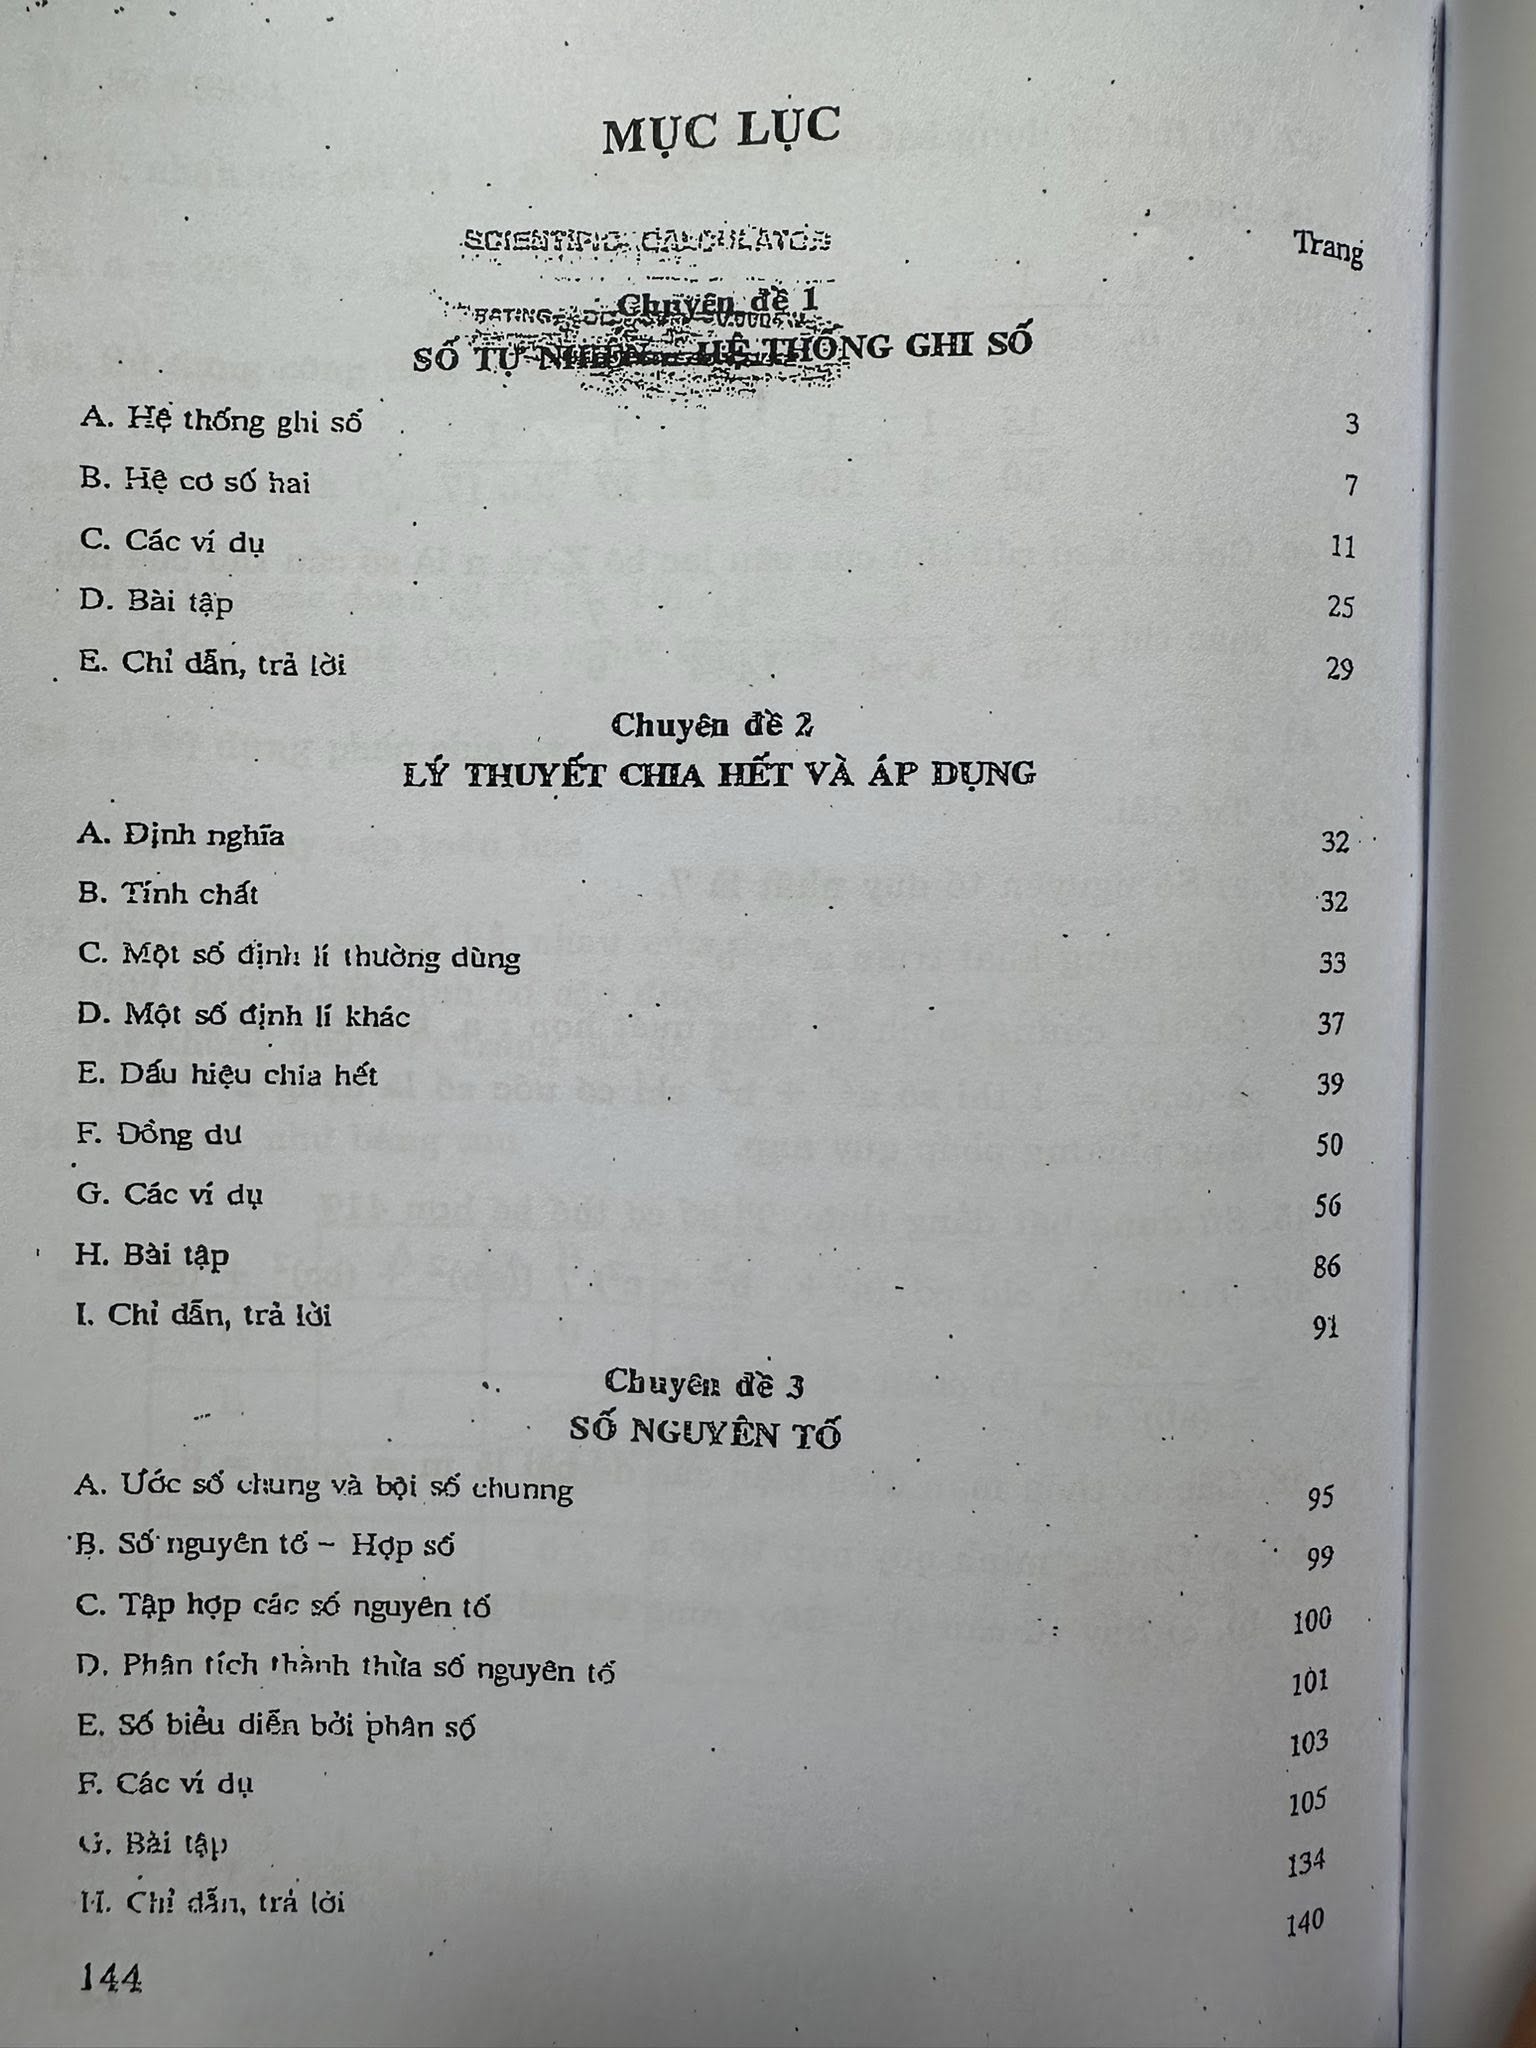 MỤC LỤC
SCIENTIFIC CALCULATOR
Trang
Chuyên đề 1
RATING
SỐ TỰ NHIÊN - HỆ THỐNG GHI SỐ
A. Hệ thống ghi số 3
B. Hệ cơ số hai 7
C. Các ví dụ 11
D. Bài tập 25
E. Chỉ dẫn, trả lời 29
Chuyên đề 2
LÝ THUYẾT CHIA HẾT VÀ ÁP DỤNG
A. Định nghĩa 32
B. Tính chất 32
C. Một số định lí thường dùng 33
D. Một số định lí khác 37
E. Dấu hiệu chia hết 39
F. Đồng dư 50
G. Các ví dụ 56
H. Bài tập 86
I. Chỉ dẫn, trả lời 91
Chuyên đề 3
SỐ NGUYÊN TỐ
A. Ước số chung và bội số chunng 95
B. Số nguyên tố - Hợp số 99
C. Tập hợp các số nguyên tố 100
D. Phân tích thành thừa số nguyên tố 101
E. Số biểu diễn bởi phân số 103
F. Các ví dụ 105
G. Bài tập 134
H. Chỉ dẫn, trả lời 140
144